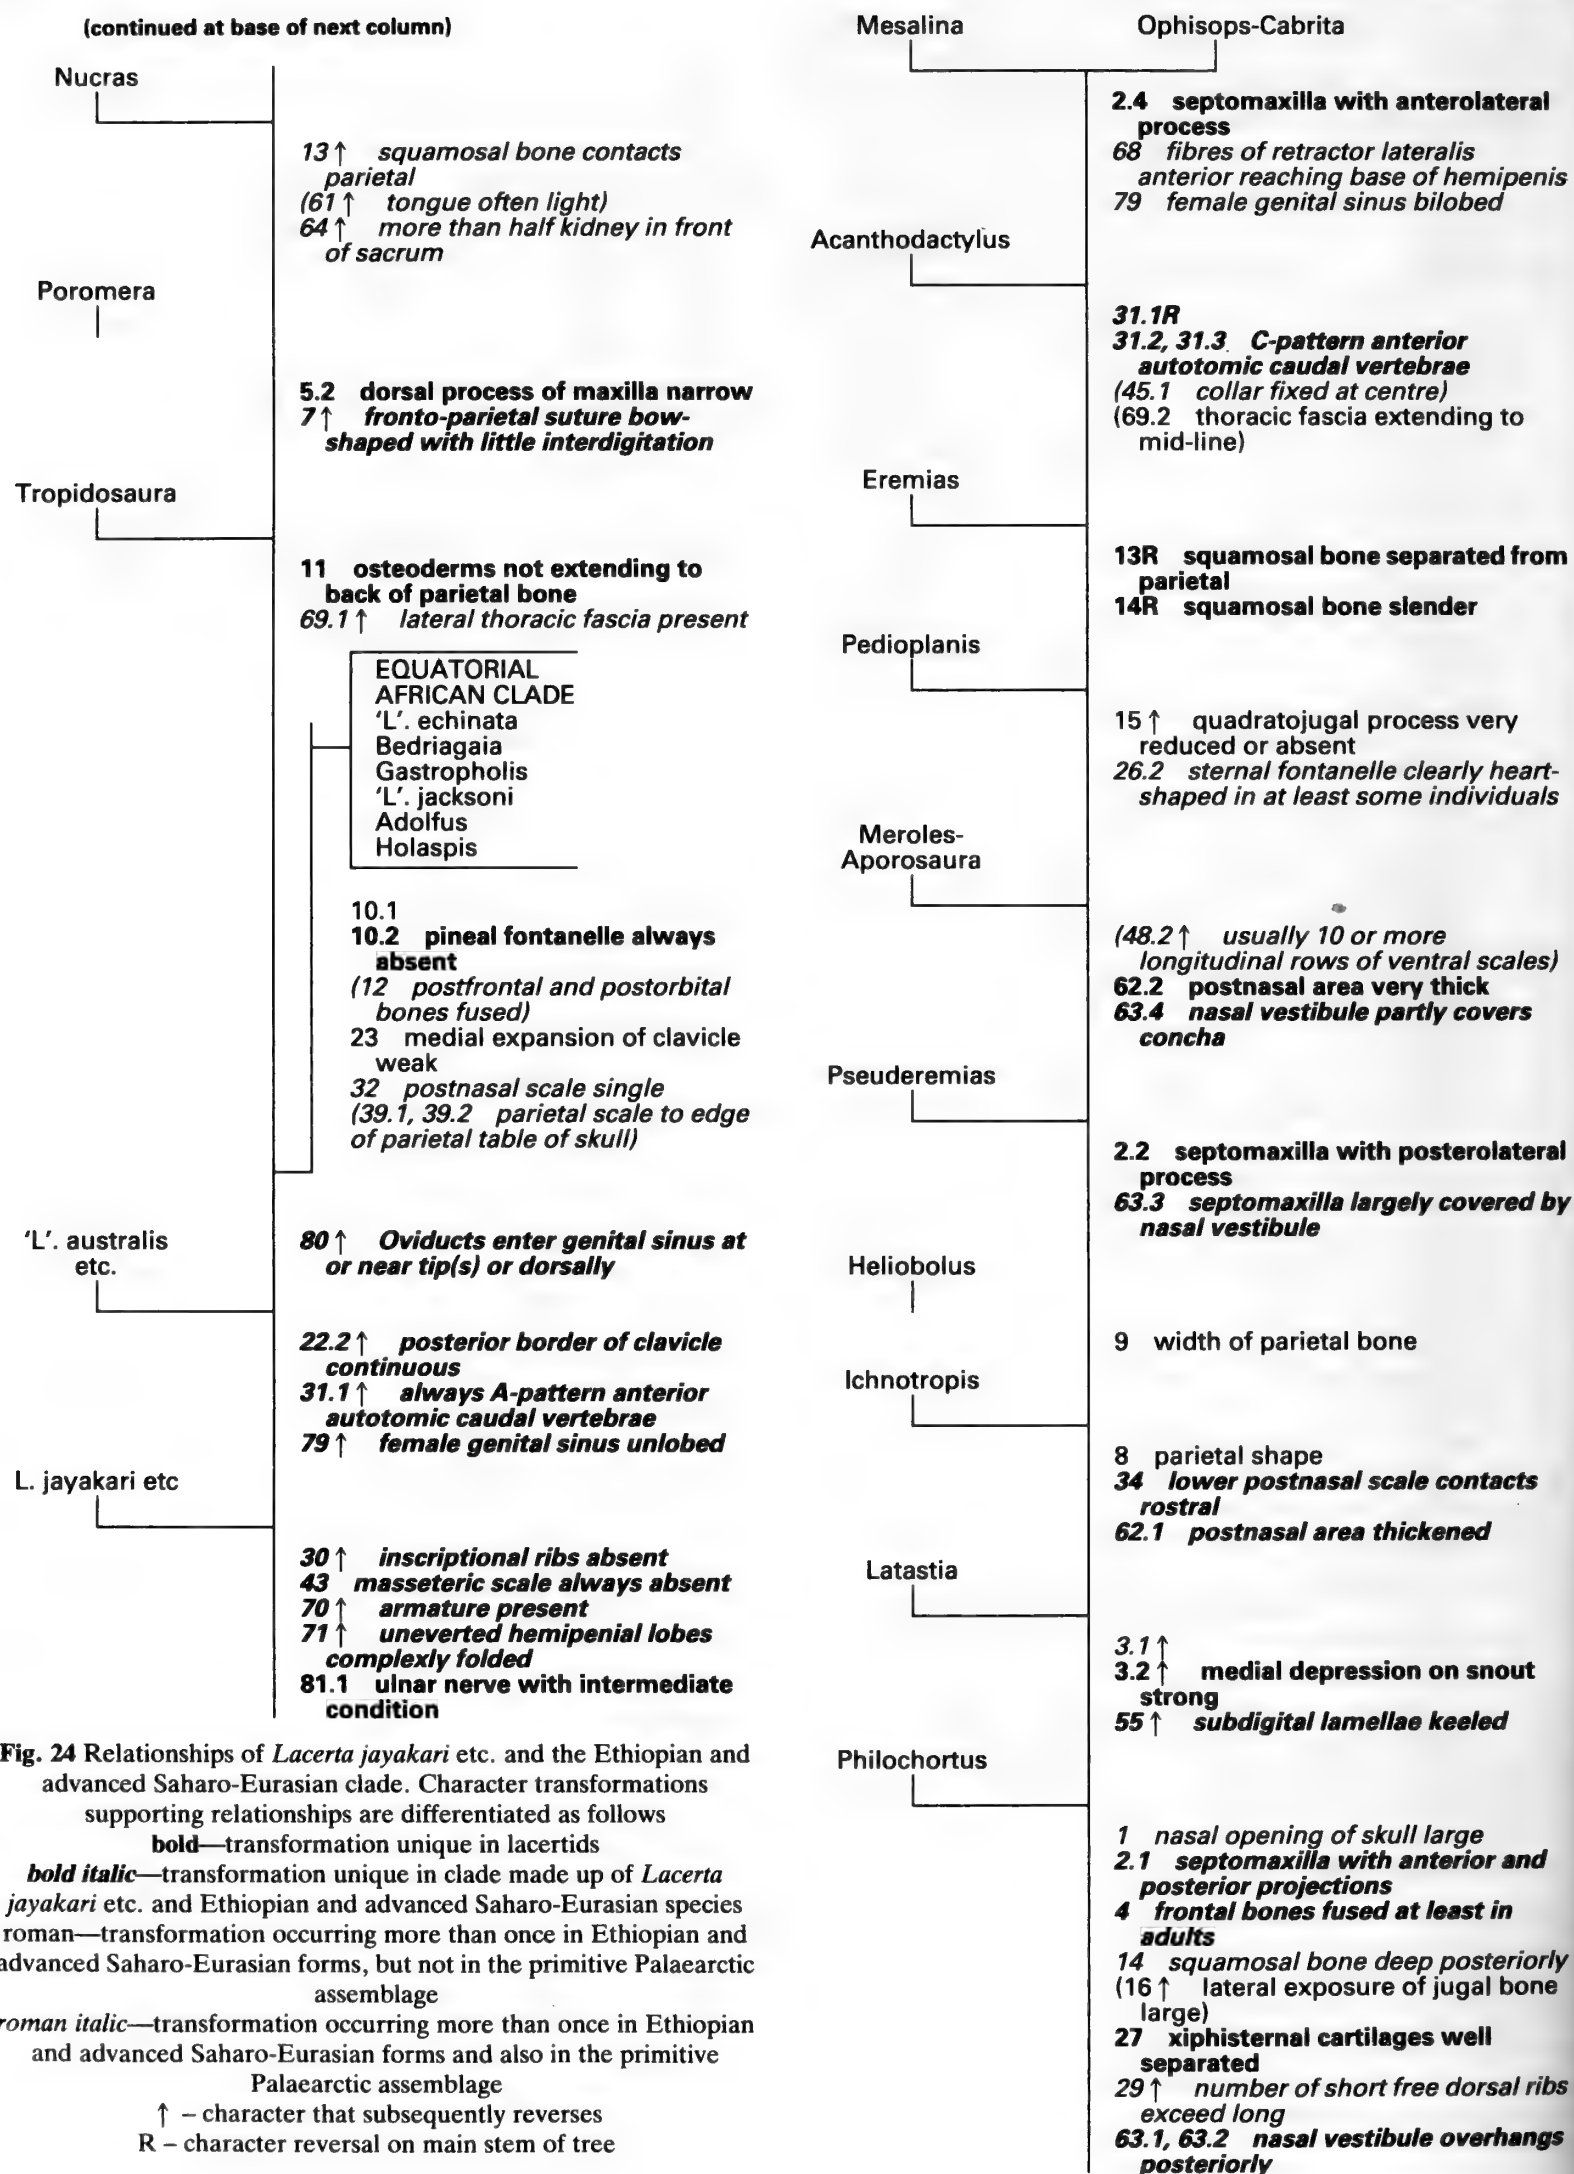 (continued at base of next column)
Nucras
13↑ squamosal bone contacts
parietal
(61↑ tongue often light)
64↑ more than half kidney in front
of sacrum
Poromera
5.2 dorsal process of maxilla narrow
7↑ fronto-parietal suture bow-
shaped with little interdigitation
Tropidosaura
11 osteoderms not extending to
back of parietal bone
69.1↑ lateral thoracic fascia present
EQUATORIAL
AFRICAN CLADE
'L'. echinata
Bedriagaia
Gastropholis
'L'. jacksoni
Adolfus
Holaspis
10.1
10.2 pineal fontanelle always
absent
(12 postfrontal and postorbital
bones fused)
23 medial expansion of clavicle
weak
32 postnasal scale single
(39.1, 39.2 parietal scale to edge
of parietal table of skull)
'L'. australis
etc.
80↑ Oviducts enter genital sinus at
or near tip(s) or dorsally
22.2↑ posterior border of clavicle
continuous
31.1↑ always A-pattern anterior
autotomic caudal vertebrae
79↑ female genital sinus unlobed
L. jayakari etc
30↑ inscriptional ribs absent
43 masseteric scale always absent
70↑ armature present
71↑ uneverted hemipenial lobes
complexly folded
81.1 ulnar nerve with intermediate
condition
Fig. 24 Relationships of Lacerta jayakari etc. and the Ethiopian and
advanced Saharo-Eurasian clade. Character transformations
supporting relationships are differentiated as follows
bold—transformation unique in lacertids
bold italic—transformation unique in clade made up of Lacerta
jayakari etc. and Ethiopian and advanced Saharo-Eurasian species
roman—transformation occurring more than once in Ethiopian and
advanced Saharo-Eurasian forms, but not in the primitive Palaearctic
assemblage
roman italic—transformation occurring more than once in Ethiopian
and advanced Saharo-Eurasian forms and also in the primitive
Palaearctic assemblage
↑ – character that subsequently reverses
R – character reversal on main stem of tree
Mesalina
Ophisops-Cabrita
2.4 septomaxilla with anterolateral
process
68 fibres of retractor lateralis
anterior reaching base of hemipenis
79 female genital sinus bilobed
Acanthodactylus
31.1R
31.2, 31.3. C-pattern anterior
autotomic caudal vertebrae
(45.1 collar fixed at centre)
(69.2 thoracic fascia extending to
mid-line)
Eremias
13R squamosal bone separated from
parietal
14R squamosal bone slender
Pedioplanis
15↑ quadratojugal process very
reduced or absent
26.2 sternal fontanelle clearly heart-
shaped in at least some individuals
Meroles-
Aporosaura
(48.2↑ usually 10 or more
longitudinal rows of ventral scales)
62.2 postnasal area very thick
63.4 nasal vestibule partly covers
concha
Pseuderemias
2.2 septomaxilla with posterolateral
process
63.3 septomaxilla largely covered by
nasal vestibule
Heliobolus
9 width of parietal bone
Ichnotropis
8 parietal shape
34 lower postnasal scale contacts
rostral
62.1 postnasal area thickened
Latastia
3.1↑
3.2↑ medial depression on snout
strong
55↑ subdigital lamellae keeled
Philochortus
1 nasal opening of skull large
2.1 septomaxilla with anterior and
posterior projections
4 frontal bones fused at least in
adults
14 squamosal bone deep posteriorly
(16↑ lateral exposure of jugal bone
large)
27 xiphisternal cartilages well
separated
29↑ number of short free dorsal ribs
exceed long
63.1, 63.2 nasal vestibule overhangs
posteriorly